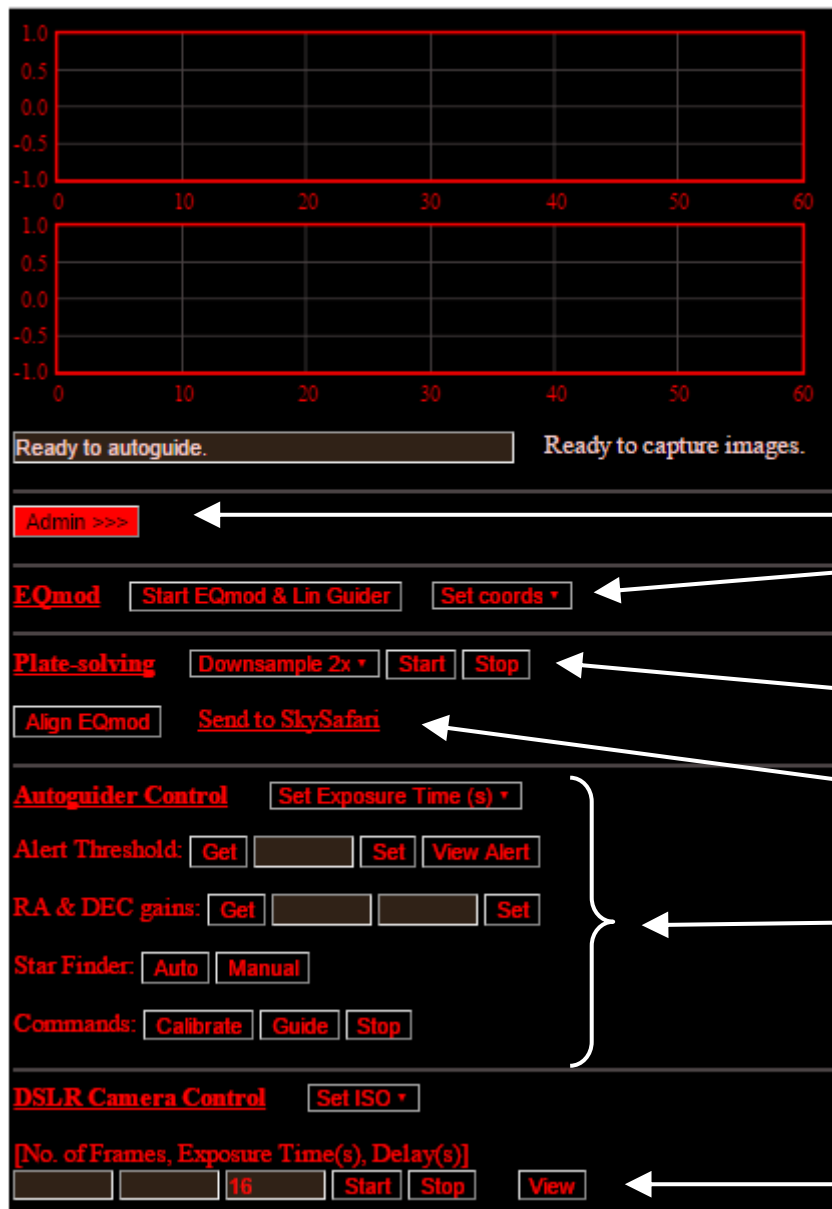 1.0
0.5
0.0
-0.5
-1.0
0 10 20 30 40 50 60
1.0
0.5
0.0
-0.5
-1.0
0 10 20 30 40 50 60
Ready to autoguide. Ready to capture images.
Admin >>>
EQmod Start EQmod & Lin Guider Set coords
Plate-solving Downsample 2x Start Stop
Align EQmod Send to SkySafari
Autoguider Control Set Exposure Time (s)
Alert Threshold: Get Set View Alert
RA & DEC gains: Get Set
Star Finder: Auto Manual
Commands: Calibrate Guide Stop
DSLR Camera Control Set ISO
[No. of Frames, Exposure Time(s), Delay(s)]
16 Start Stop View